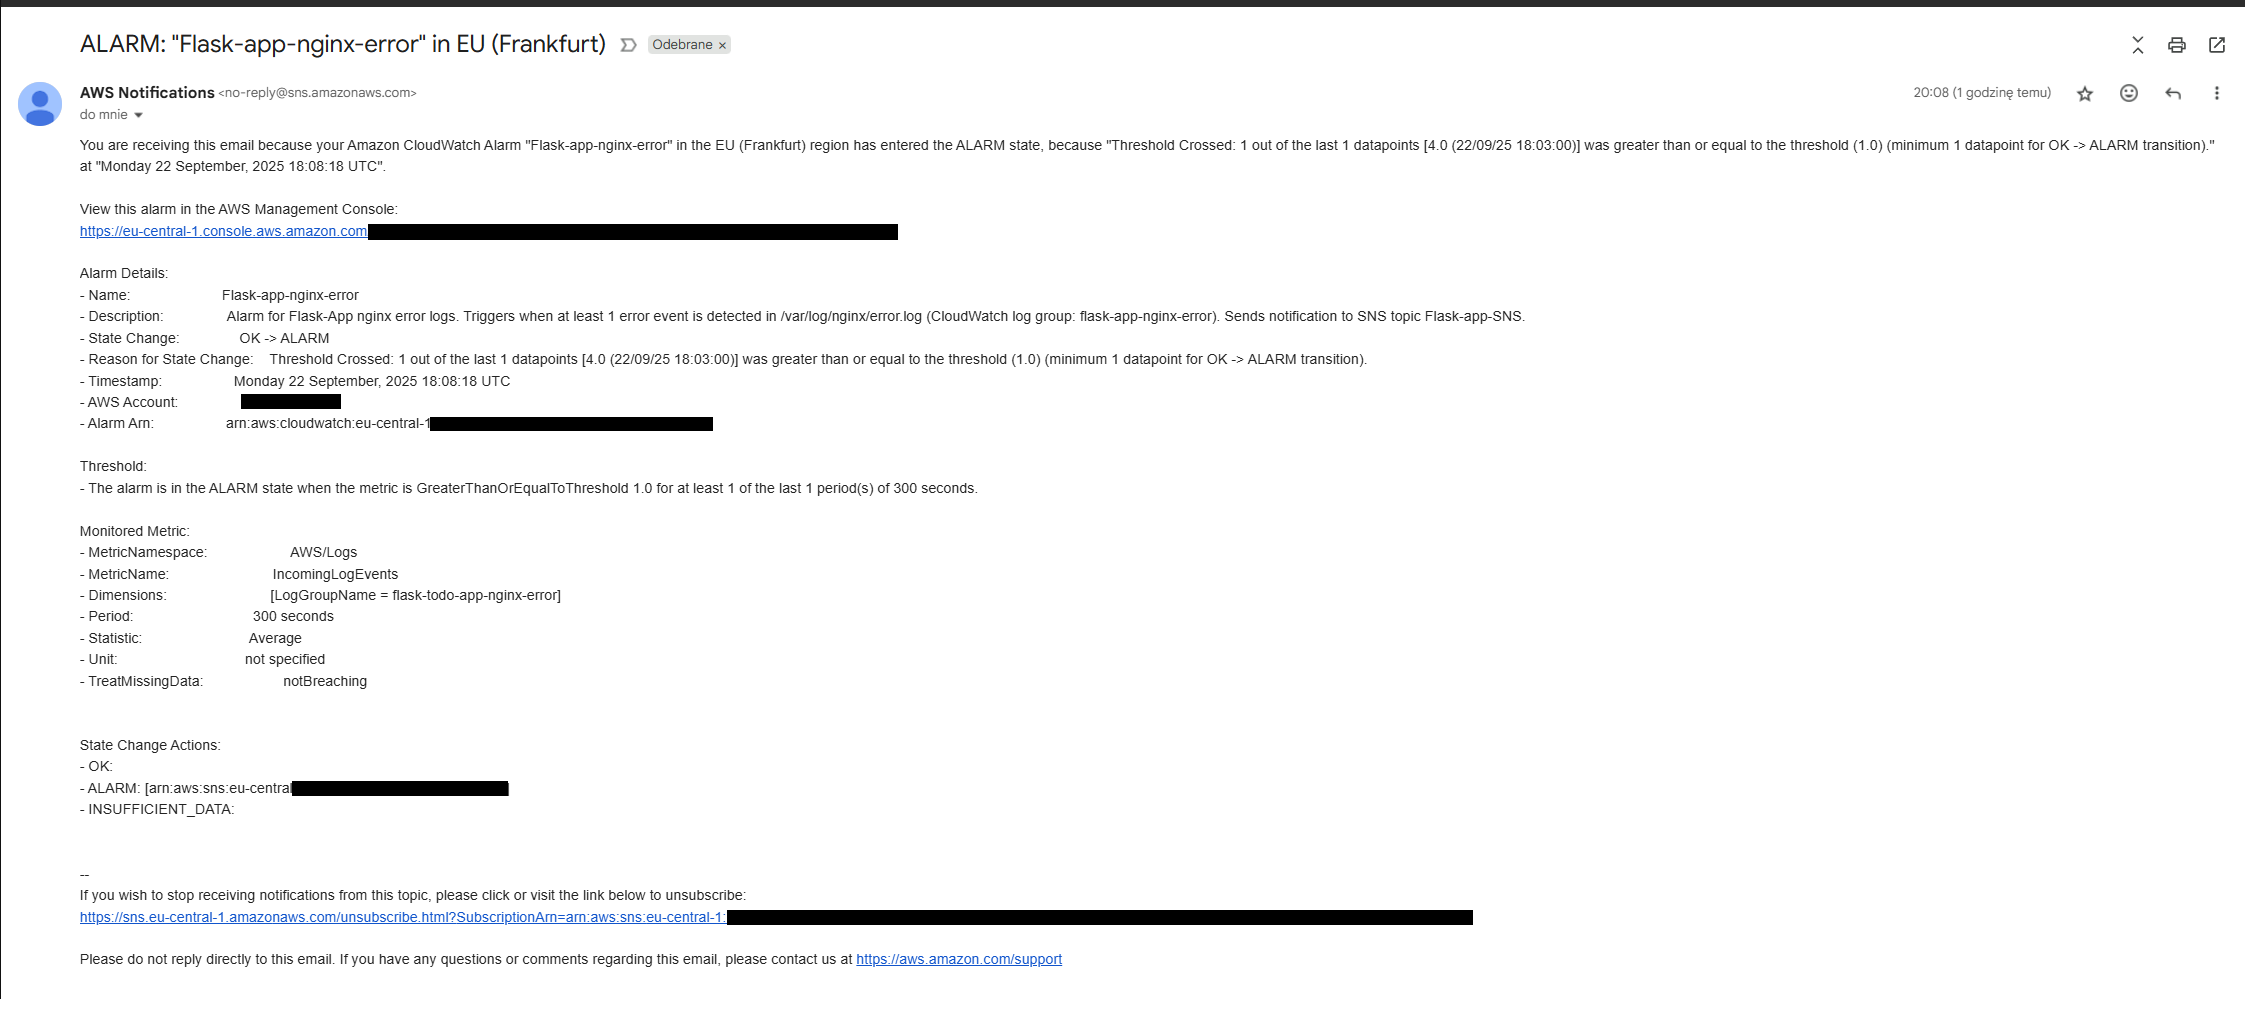 ALARM: "Flask-app-nginx-error" in EU (Frankfurt) Odebrane ×
AWS Notifications <no-reply@sns.amazonaws.com> 20:08 (1 godzinę temu)
do mnie
You are receiving this email because your Amazon CloudWatch Alarm "Flask-app-nginx-error" in the EU (Frankfurt) region has entered the ALARM state, because "Threshold Crossed: 1 out of the last 1 datapoints [4.0 (22/09/25 18:03:00)] was greater than or equal to the threshold (1.0) (minimum 1 datapoint for OK -> ALARM transition)."
at "Monday 22 September, 2025 18:08:18 UTC".
View this alarm in the AWS Management Console:
https://eu-central-1.console.aws.amazon.com
Alarm Details:
- Name: Flask-app-nginx-error
- Description: Alarm for Flask-App nginx error logs. Triggers when at least 1 error event is detected in /var/log/nginx/error.log (CloudWatch log group: flask-app-nginx-error). Sends notification to SNS topic Flask-app-SNS.
- State Change: OK -> ALARM
- Reason for State Change: Threshold Crossed: 1 out of the last 1 datapoints [4.0 (22/09/25 18:03:00)] was greater than or equal to the threshold (1.0) (minimum 1 datapoint for OK -> ALARM transition).
- Timestamp: Monday 22 September, 2025 18:08:18 UTC
- AWS Account:
- Alarm Arn: arn:aws:cloudwatch:eu-central-1
Threshold:
- The alarm is in the ALARM state when the metric is GreaterThanOrEqualToThreshold 1.0 for at least 1 of the last 1 period(s) of 300 seconds.
Monitored Metric:
- MetricNamespace: AWS/Logs
- MetricName: IncomingLogEvents
- Dimensions: [LogGroupName = flask-todo-app-nginx-error]
- Period: 300 seconds
- Statistic: Average
- Unit: not specified
- TreatMissingData: notBreaching
State Change Actions:
- OK:
- ALARM: [arn:aws:sns:eu-central
- INSUFFICIENT_DATA:
--
If you wish to stop receiving notifications from this topic, please click or visit the link below to unsubscribe:
https://sns.eu-central-1.amazonaws.com/unsubscribe.html?SubscriptionArn=arn:aws:sns:eu-central-1:
Please do not reply directly to this email. If you have any questions or comments regarding this email, please contact us at https://aws.amazon.com/support